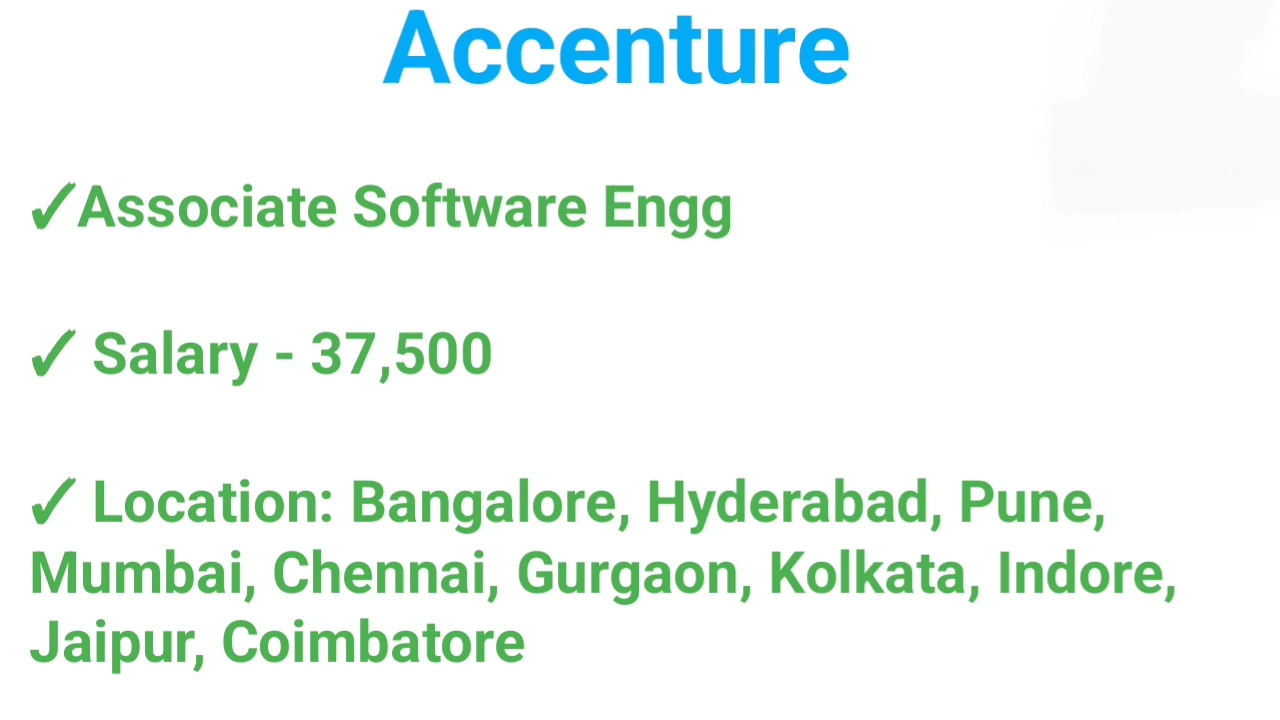 Accenture
✓Associate Software Engg
✓ Salary - 37,500
✓ Location: Bangalore, Hyderabad, Pune,
Mumbai, Chennai, Gurgaon, Kolkata, Indore,
Jaipur, Coimbatore